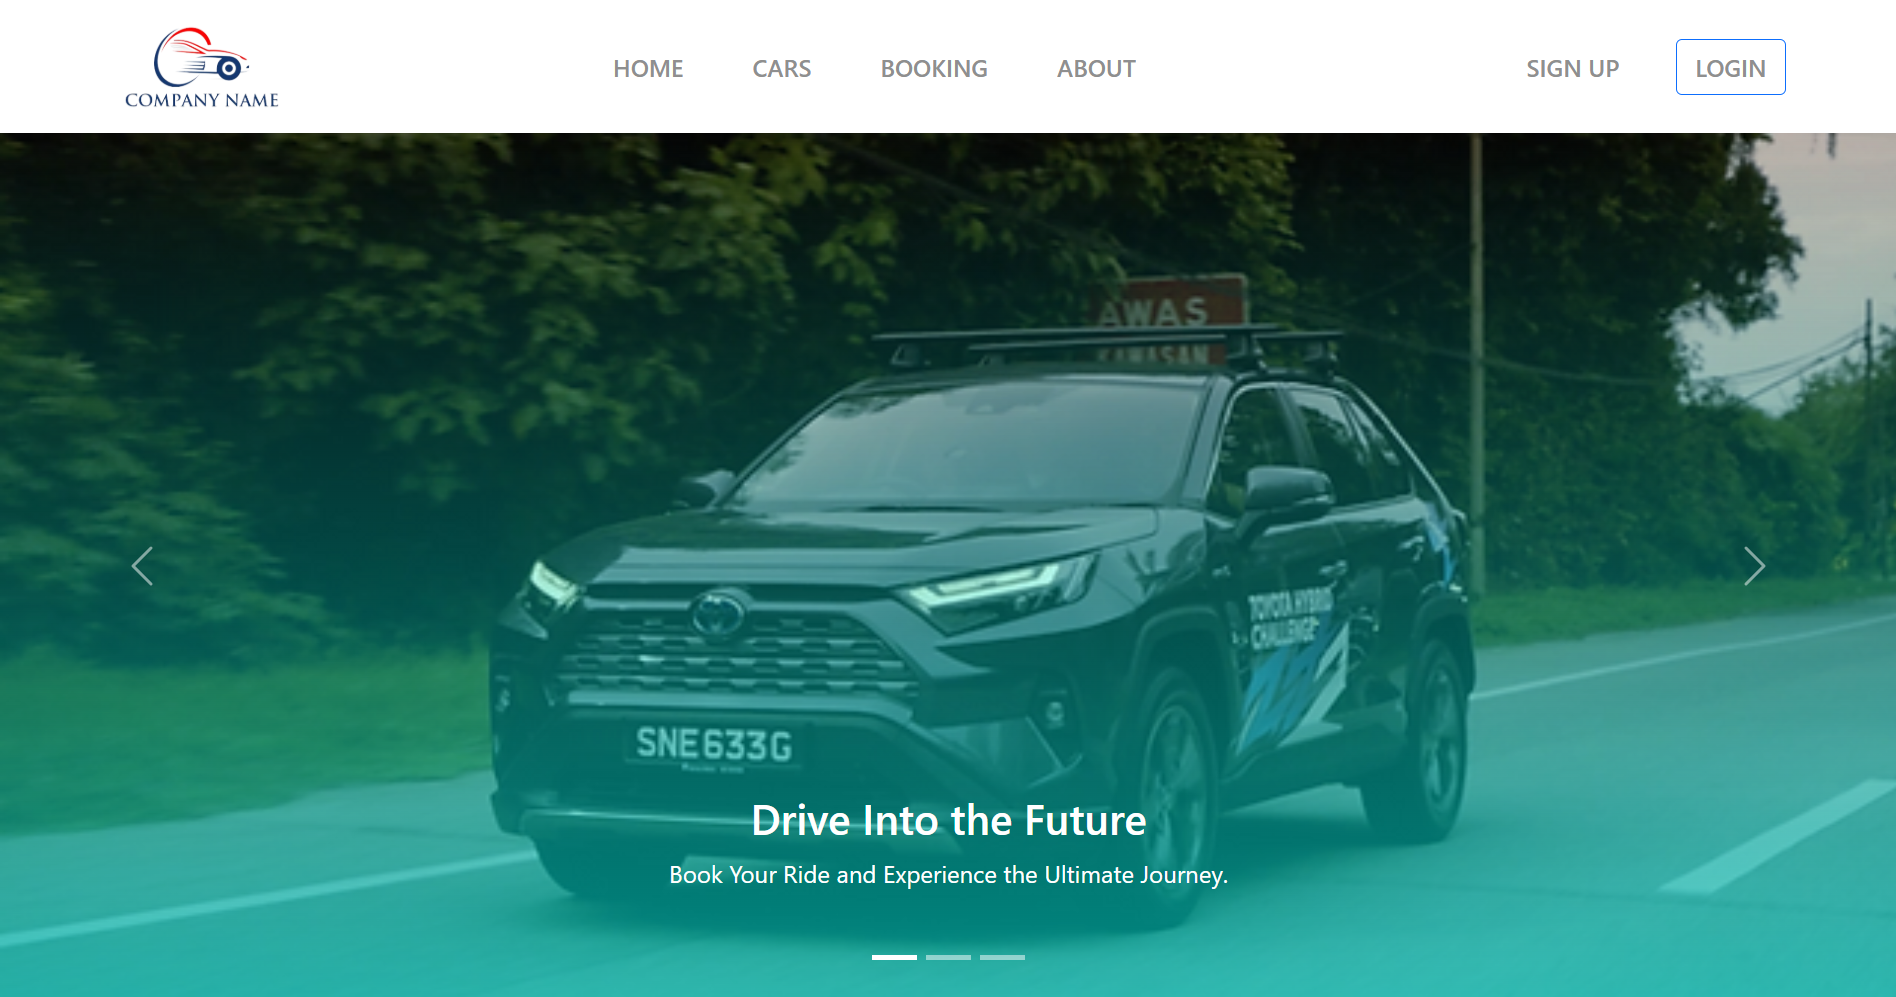 COMPANY NAME
HOME
CARS
BOOKING
ABOUT
SIGN UP
LOGIN
AWAS
KAWASAN
TOYOTA HYBRID
CHALLENGE
SNE633G
Drive Into the Future
Book Your Ride and Experience the Ultimate Journey.